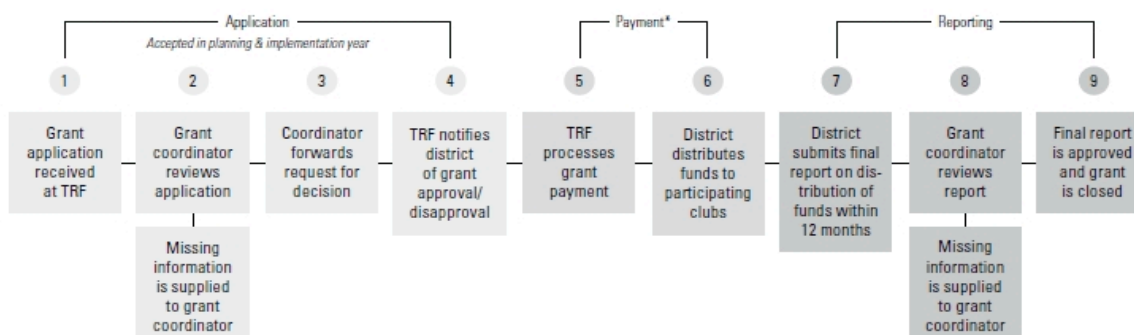 Application
Accepted in planning & implementation year
Payment*
Reporting
1
2
3
4
5
6
7
8
9
Grant
application
received
at TRF
Grant
coordinator
reviews
application
Coordinator
forwards
request for
decision
TRF notifies
district
of grant
approval/
disapproval
TRF
processes
grant
payment
District
distributes
funds to
participating
clubs
District
submits final
report on dis-
tribution of
funds within
12 months
Grant
coordinator
reviews
report
Final report
is approved
and grant
is closed
Missing
information
is supplied
to grant
coordinator
Missing
information
is supplied
to grant
coordinator